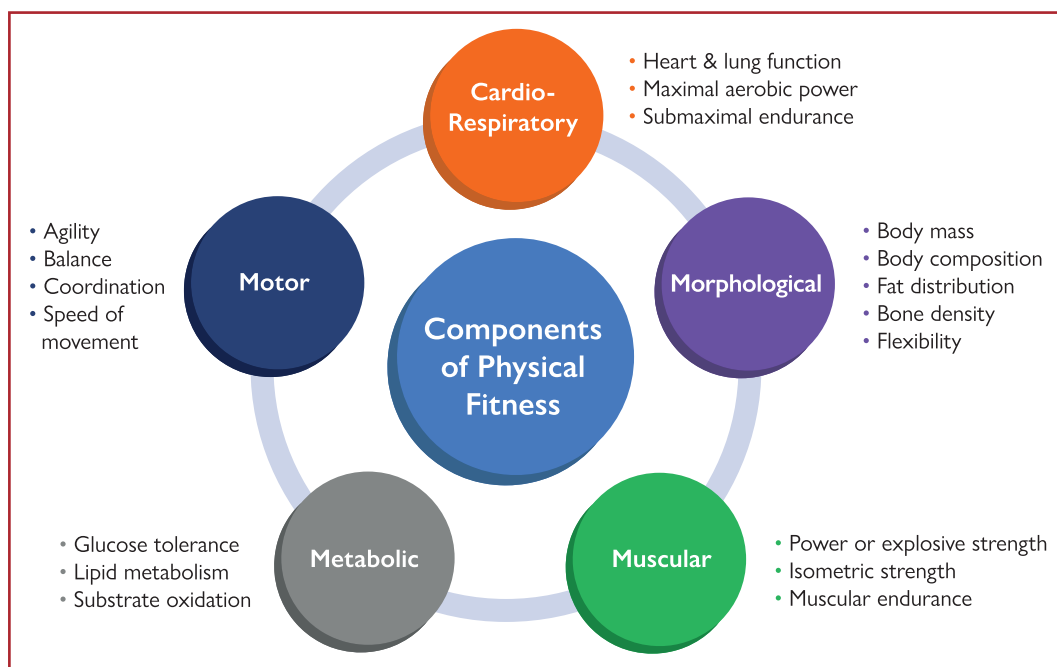 Cardio-
Respiratory
• Heart & lung function
• Maximal aerobic power
• Submaximal endurance
Morphological
• Body mass
• Body composition
• Fat distribution
• Bone density
• Flexibility
Muscular
• Power or explosive strength
• Isometric strength
• Muscular endurance
Metabolic
• Glucose tolerance
• Lipid metabolism
• Substrate oxidation
Motor
• Agility
• Balance
• Coordination
• Speed of
movement
Components
of Physical
Fitness